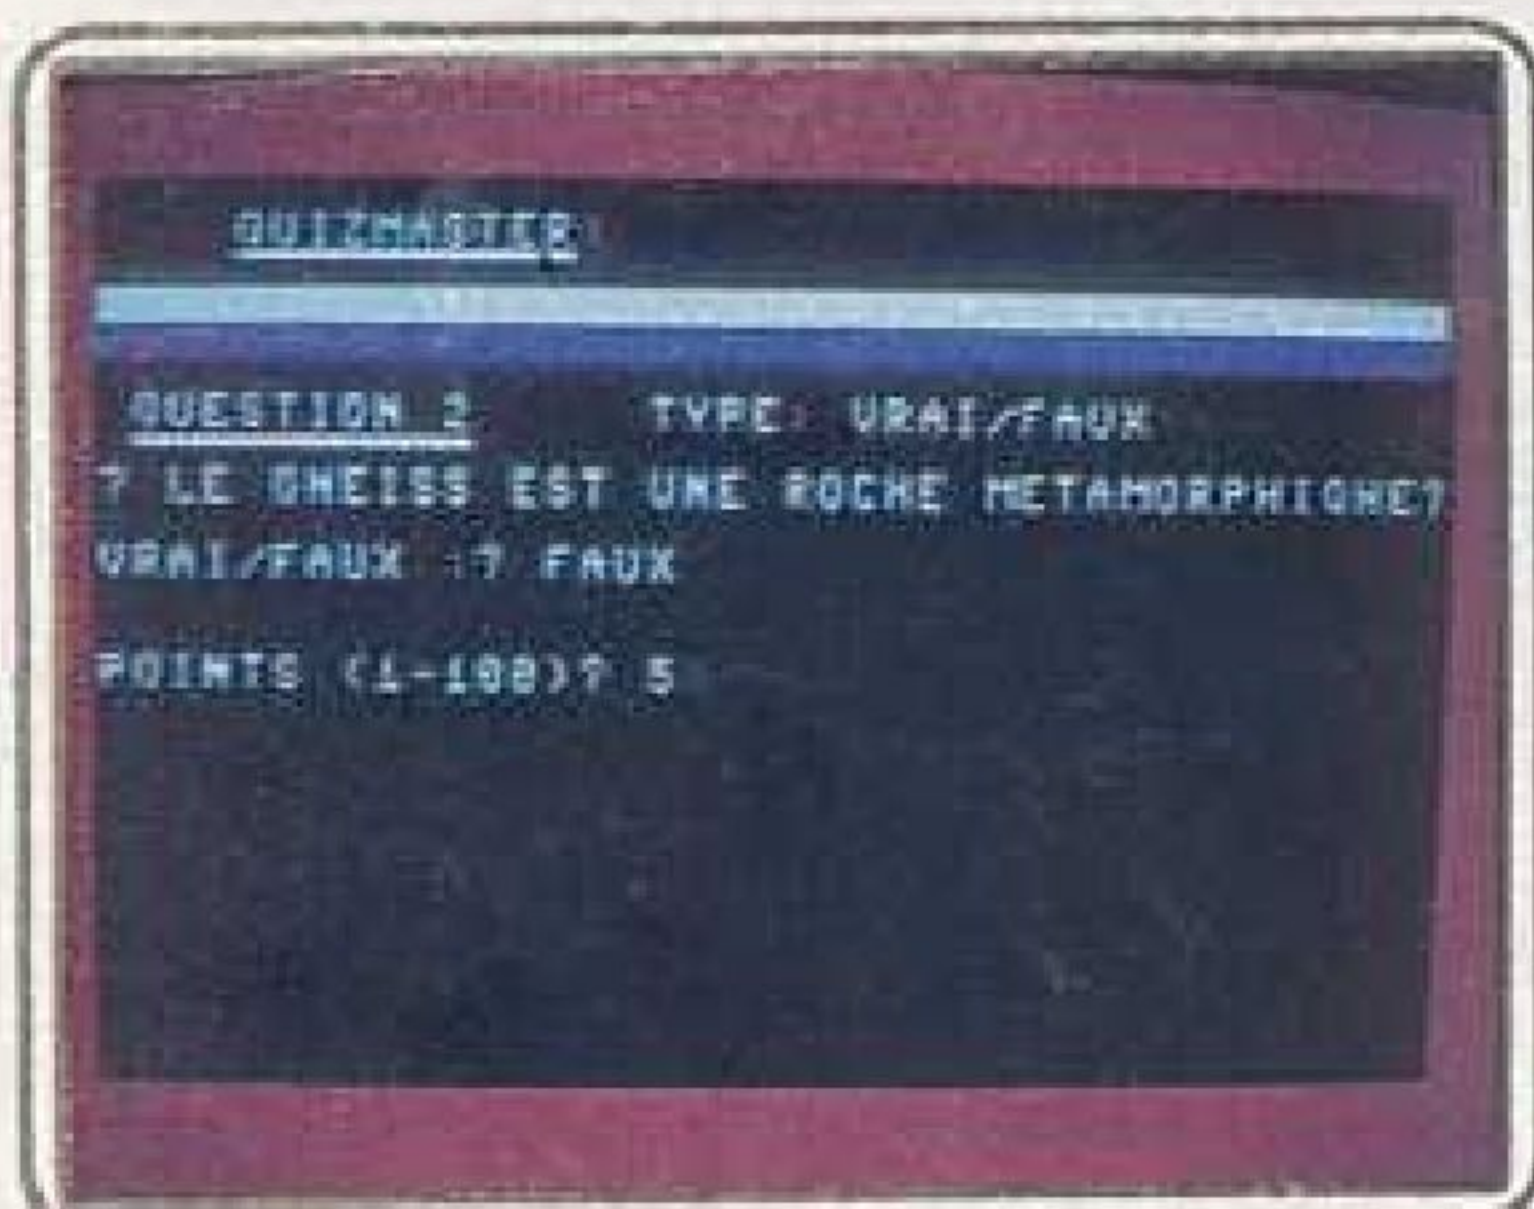 QUIZMASTER
QUESTION 2 TYPE: VRAI/FAUX
? LE GNEISS EST UNE ROCHE METAMORPHIQUE?
VRAI/FAUX :? FAUX
POINTS (1-100)? 5